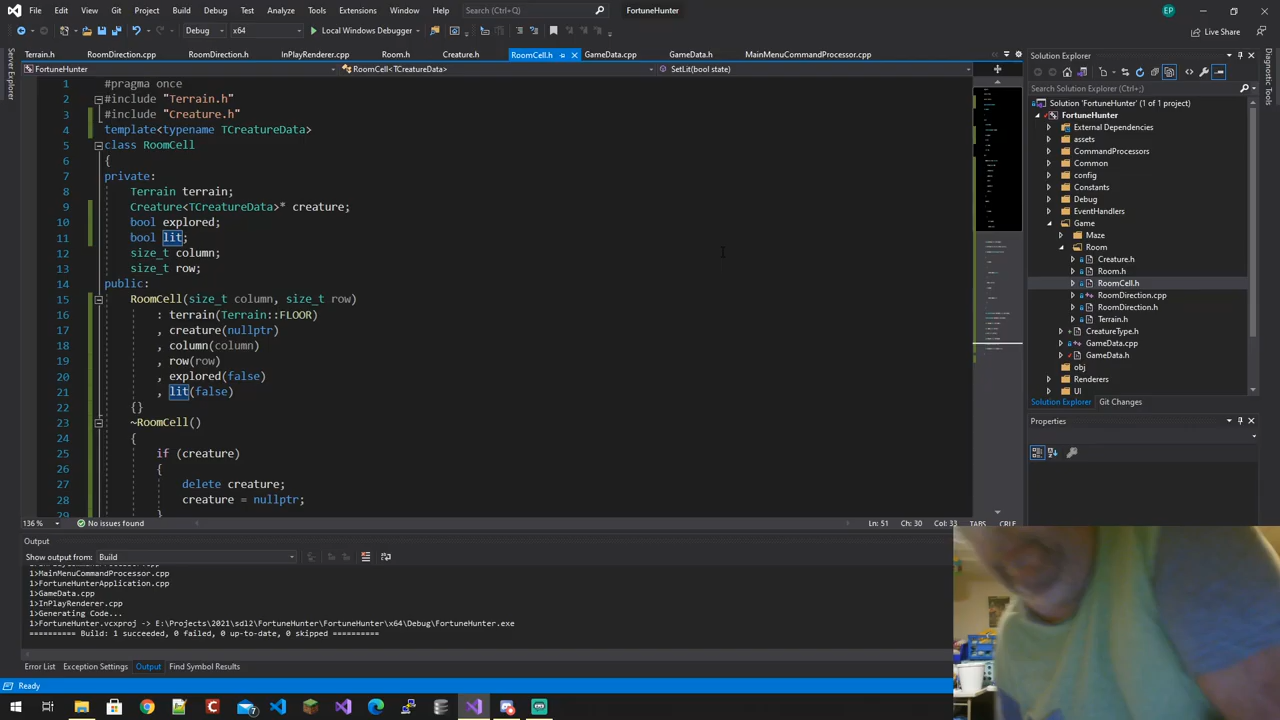 File Edit View Git Project Build Debug Test Analyze Tools Extensions Window Help Search (Ctrl+Q) FortuneHunter EP
Debug x64 Local Windows Debugger Live Share
Terrain.h RoomDirection.cpp RoomDirection.h InPlayRenderer.cpp Room.h Creature.h RoomCell.h GameData.cpp GameData.h MainMenuCommandProcessor.cpp
FortuneHunter RoomCell<TCreatureData> SetLit(bool state)
Server Explorer
Toolbox
Diagnostic Tools
1 #pragma once
2 #include "Terrain.h"
3 #include "Creature.h"
4 template<typename TCreatureData>
5 class RoomCell
6 {
7 private:
8 Terrain terrain;
9 Creature<TCreatureData>* creature;
10 bool explored;
11 bool lit;
12 size_t column;
13 size_t row;
14 public:
15 RoomCell(size_t column, size_t row)
16 : terrain(Terrain::FLOOR)
17 , creature(nullptr)
18 , column(column)
19 , row(row)
20 , explored(false)
21 , lit(false)
22 {}
23 ~RoomCell()
24 {
25 if (creature)
26 {
27 delete creature;
28 creature = nullptr;
29 }
136 % No issues found Ln: 51 Ch: 30 Col: 33 TABS CRLF
Output
Show output from: Build
1>MainMenuCommandProcessor.cpp
1>FortuneHunterApplication.cpp
1>GameData.cpp
1>InPlayRenderer.cpp
1>Generating Code...
1>FortuneHunter.vcxproj -> E:\Projects\2021\sd12\FortuneHunter\FortuneHunter\x64\Debug\FortuneHunter.exe
========== Build: 1 succeeded, 0 failed, 0 up-to-date, 0 skipped ==========
Error List Exception Settings Output Find Symbol Results
Ready
Solution Explorer
Search Solution Explorer (Ctrl+;)
Solution 'FortuneHunter' (1 of 1 project)
FortuneHunter
External Dependencies
assets
CommandProcessors
Common
config
Constants
Debug
EventHandlers
Game
Maze
Room
Creature.h
Room.h
RoomCell.h
RoomDirection.cpp
RoomDirection.h
Terrain.h
CreatureType.h
GameData.cpp
GameData.h
obj
Renderers
UI
Solution Explorer Git Changes
Properties